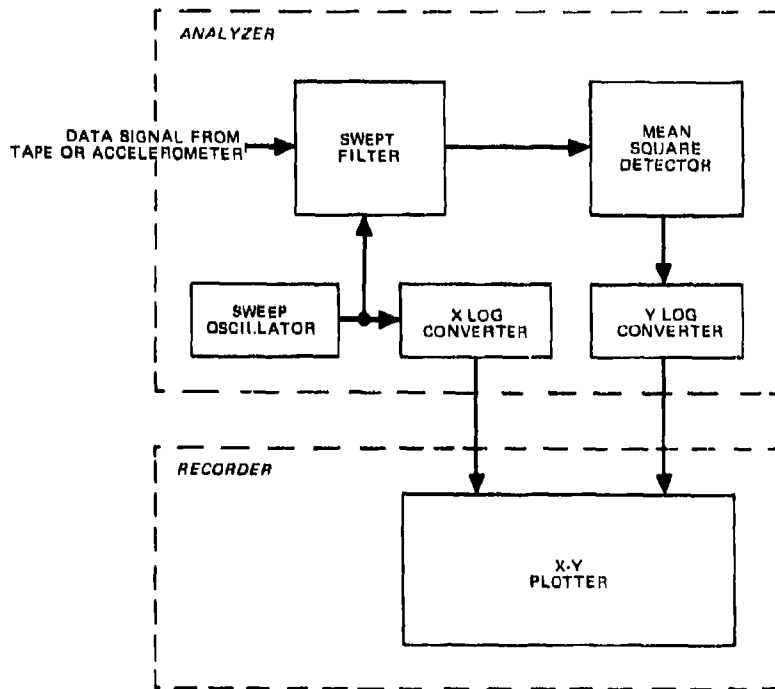 ANALYZER
DATA SIGNAL FROM
TAPE OR ACCELEROMETER
SWEPT
FILTER
MEAN
SQUARE
DETECTOR
SWEEP
OSCILLATOR
X LOG
CONVERTER
Y LOG
CONVERTER
RECORDER
X-Y
PLOTTER